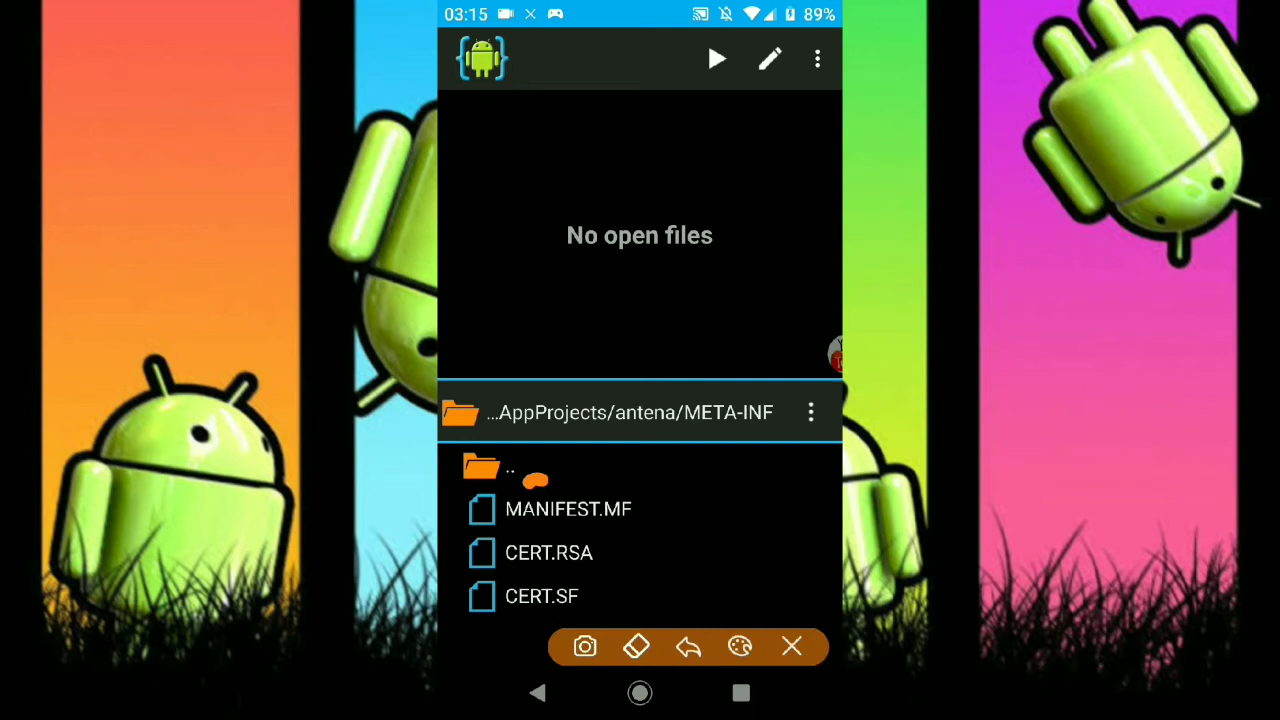 03:15
89%
No open files
...AppProjects/antena/META-INF
..
MANIFEST.MF
CERT.RSA
CERT.SF